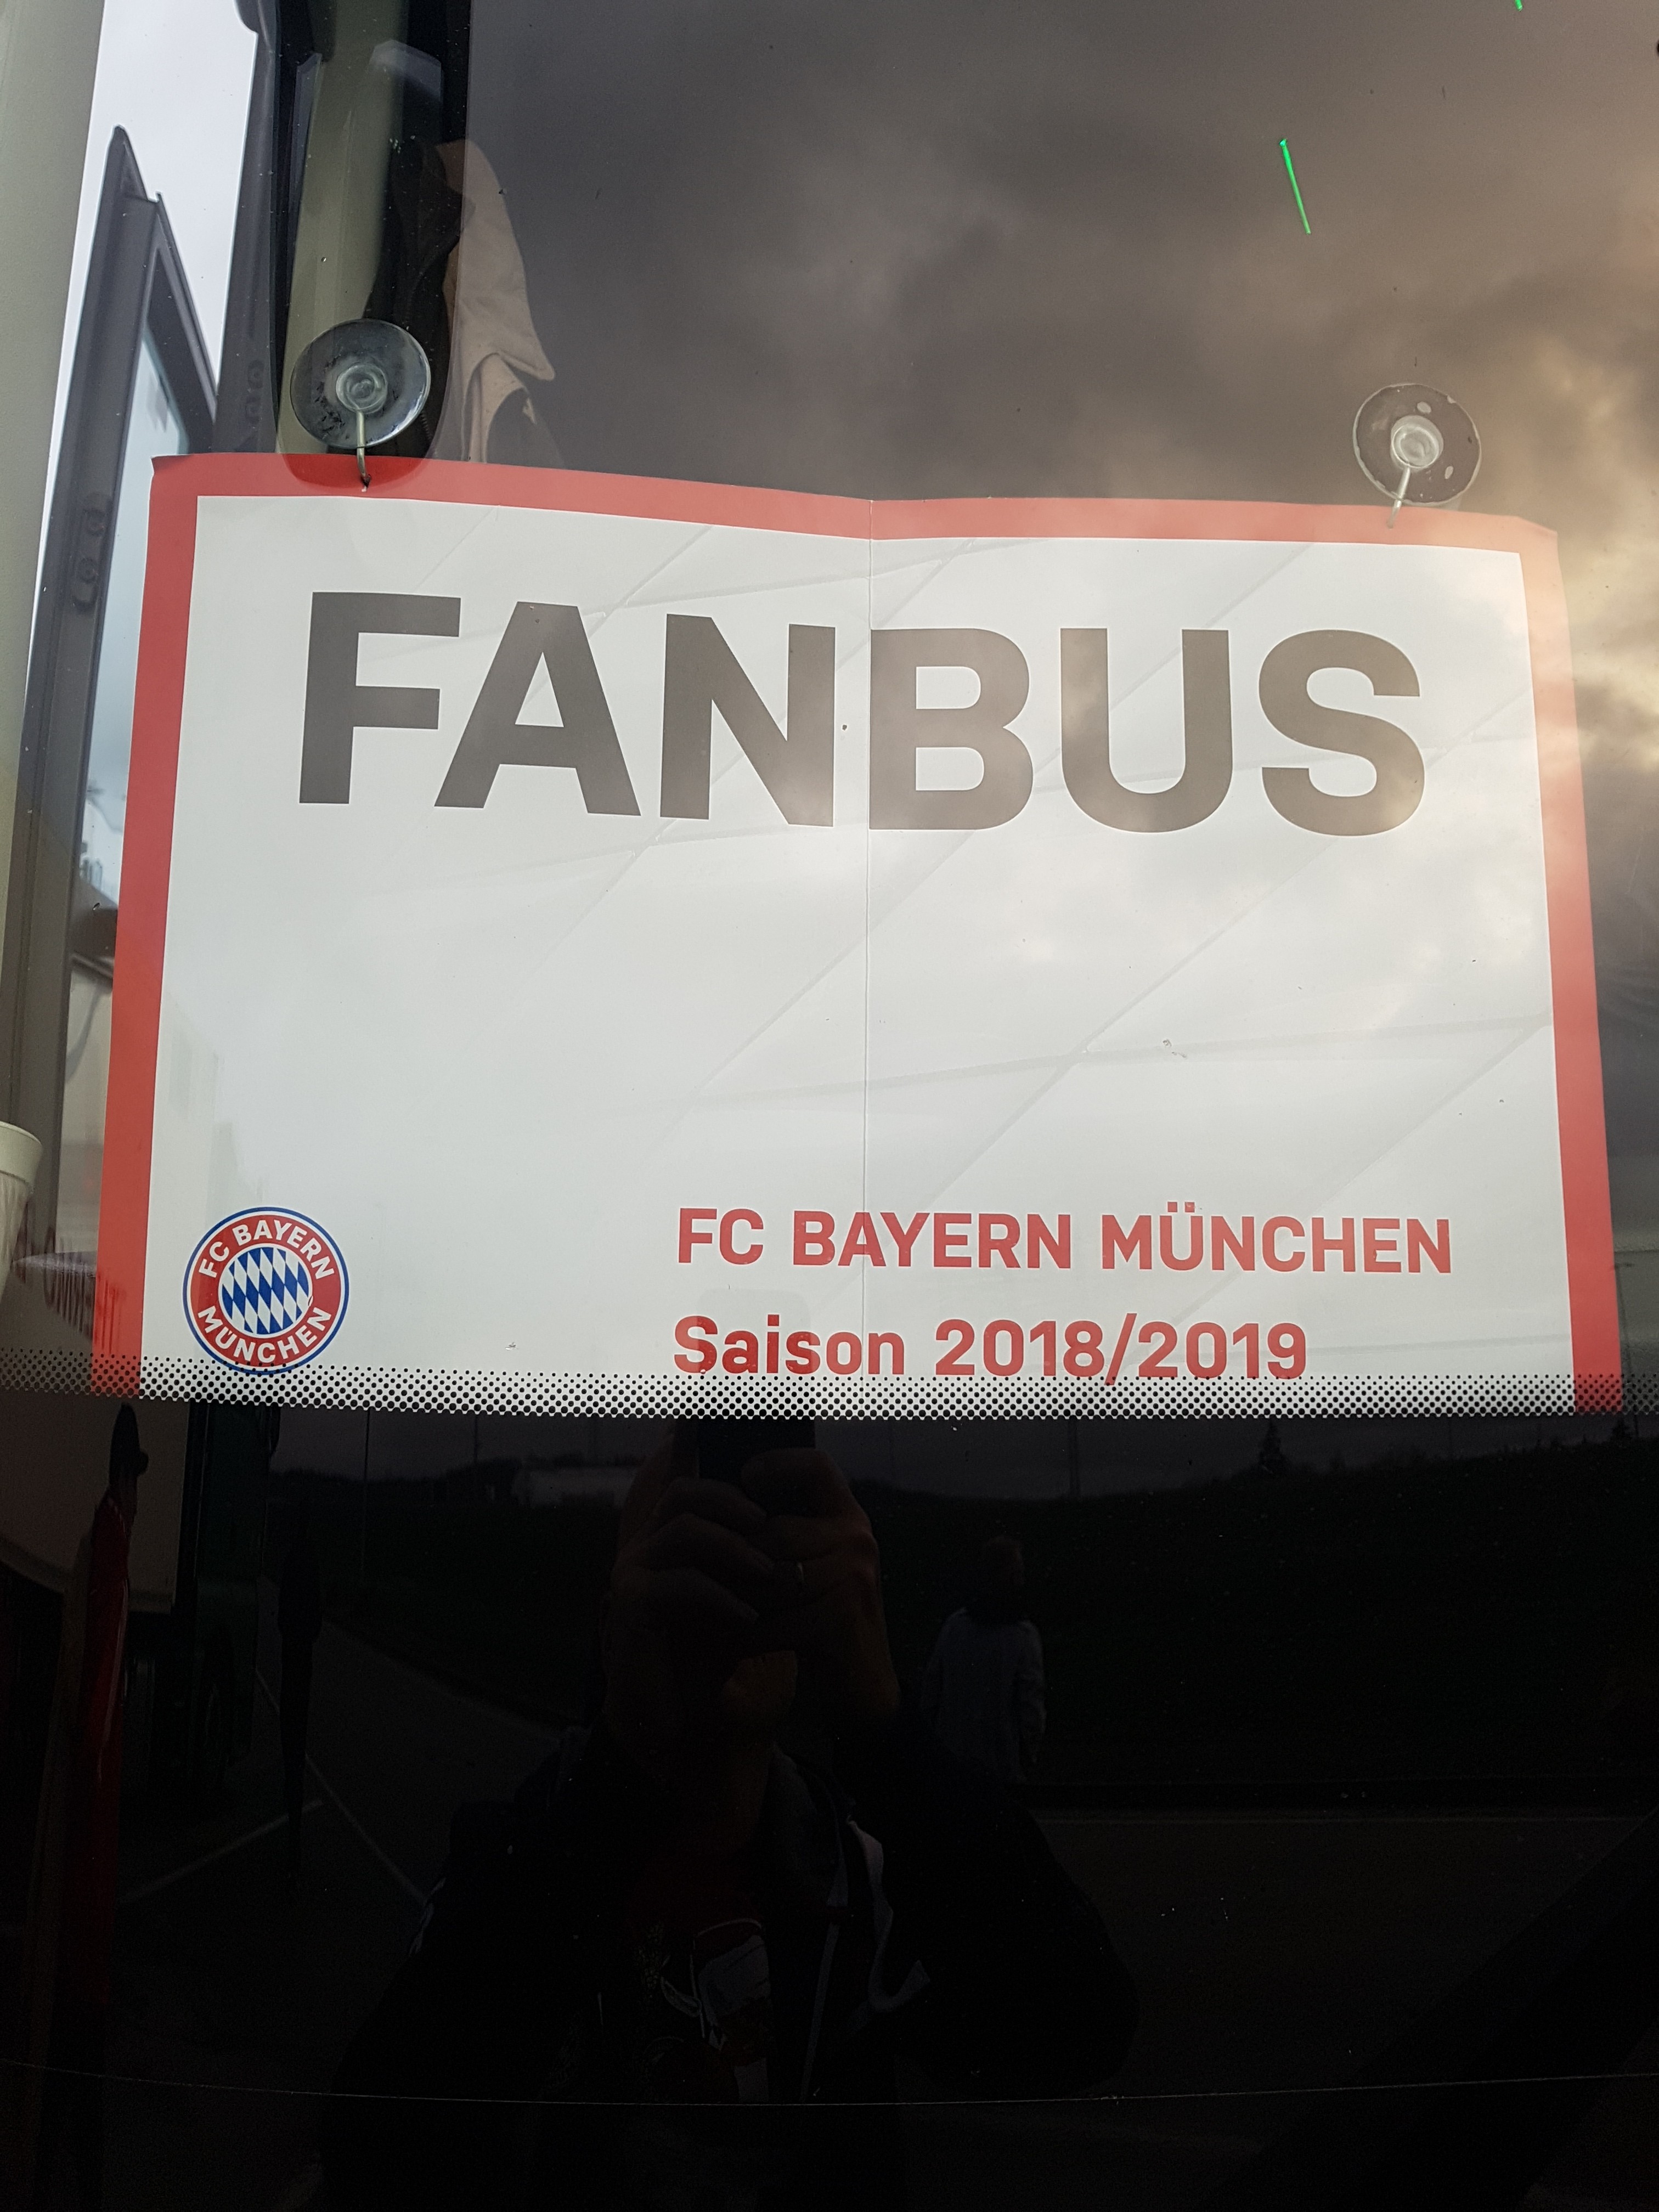 FANBUS
FC BAYERN MÜNCHEN
Saison 2018/2019
FC BAYERN
MÜNCHEN